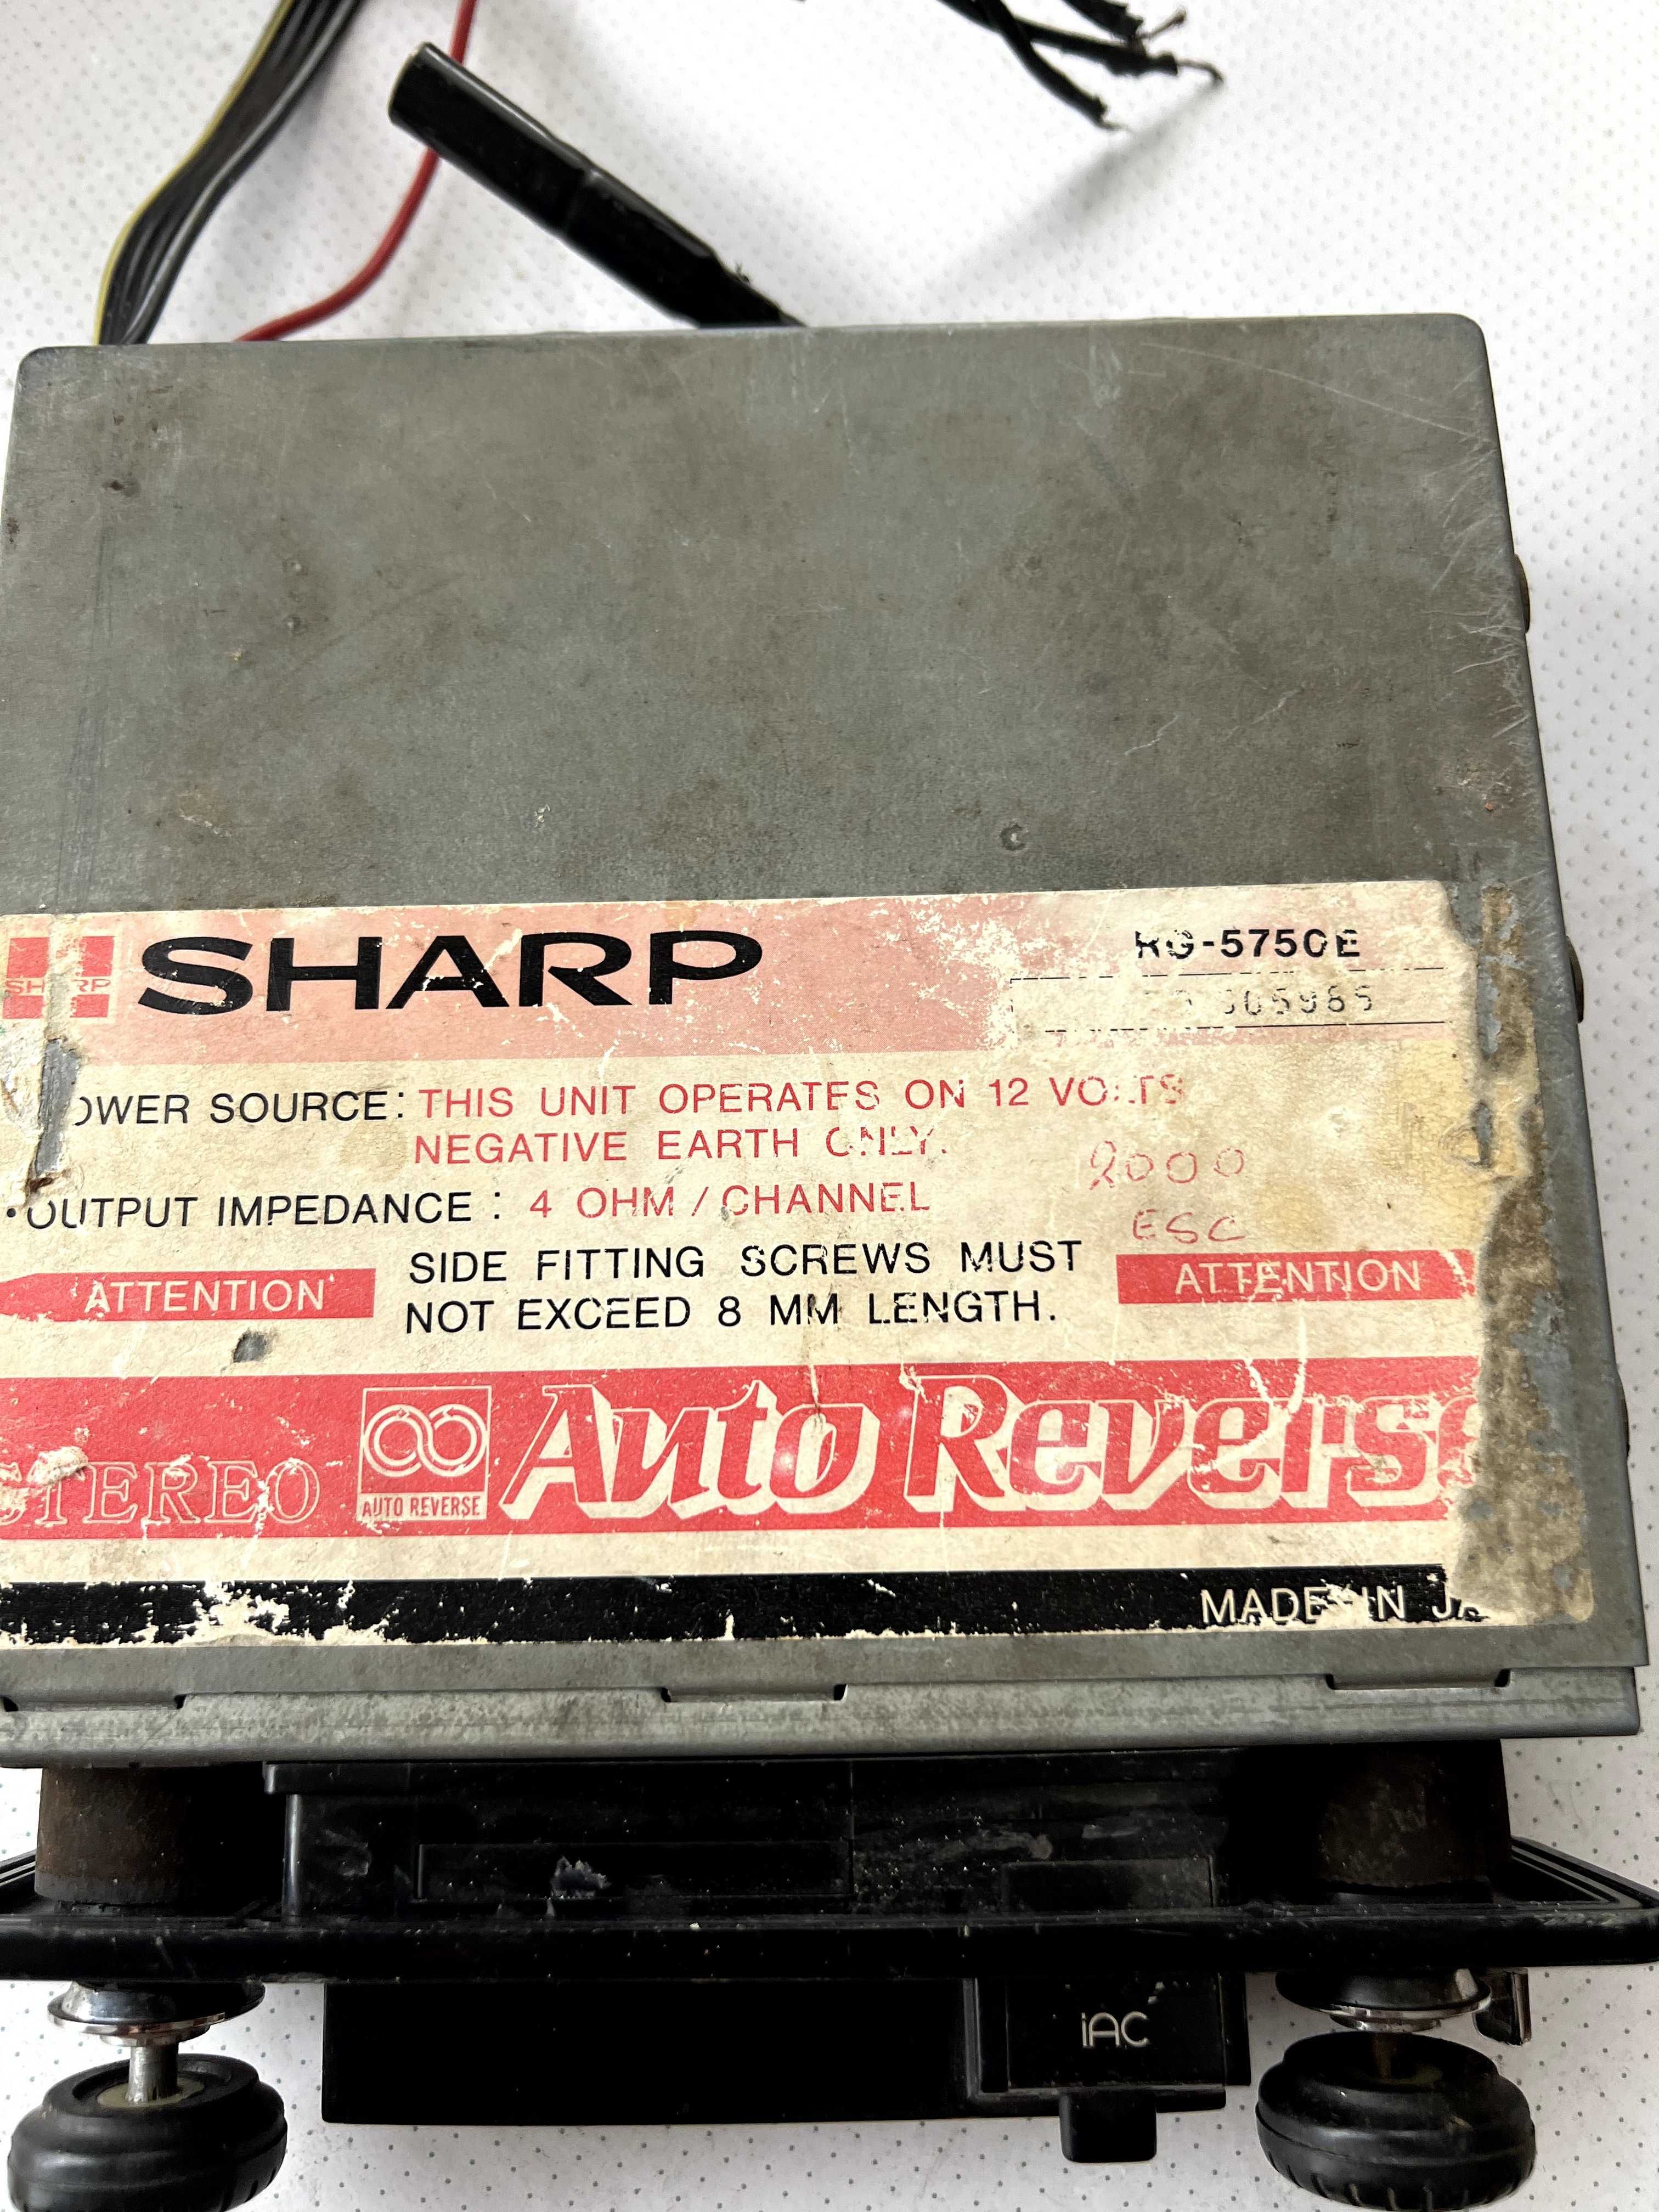 SHARP
SHARP
RG-5750E
POWER SOURCE: THIS UNIT OPERATES ON 12 VOLTS
NEGATIVE EARTH ONLY.
2000
•OUTPUT IMPEDANCE : 4 OHM / CHANNEL
ESC
ATTENTION
SIDE FITTING SCREWS MUST
NOT EXCEED 8 MM LENGTH.
ATTENTION
STEREO
AUTO REVERSE
Auto Reverse
MADE IN
iAC